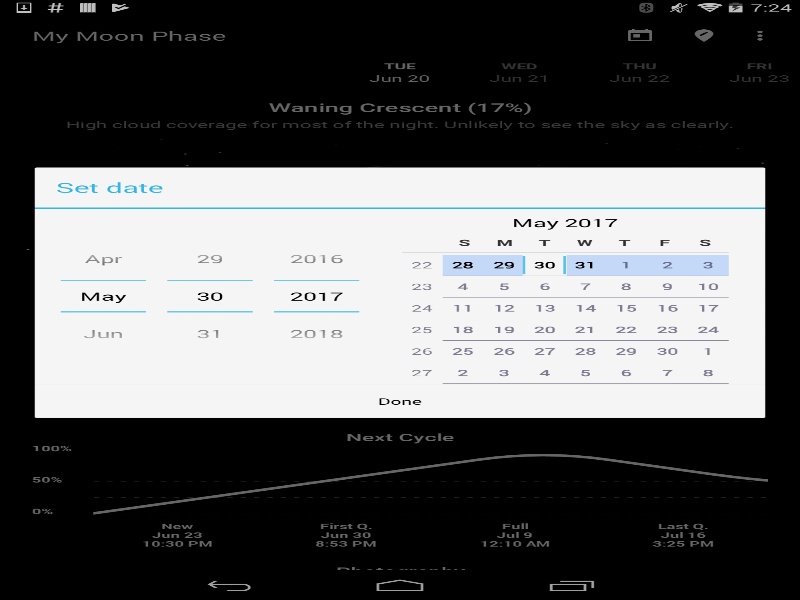 7:24
My Moon Phase
TUE WED THU FRI
Jun 20 Jun 21 Jun 22 Jun 23
Waning Crescent (17%)
High cloud coverage for most of the night. Unlikely to see the sky as clearly.
Set date
May 2017
S M T W T F S
Apr 29 2016
May 30 2017
Jun 31 2018
22 28 29 30 31 1 2 3
23 4 5 6 7 8 9 10
24 11 12 13 14 15 16 17
25 18 19 20 21 22 23 24
26 25 26 27 28 29 30 1
27 2 3 4 5 6 7 8
Done
Next Cycle
100%
50%
0%
New First Q. Full Last Q.
Jun 23 Jun 30 Jul 9 Jul 16
10:30 PM 8:53 PM 12:10 AM 3:25 PM